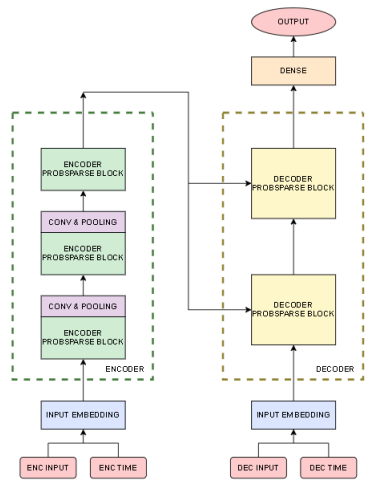 OUTPUT
DENSE
ENCODER
PROBSPARSE BLOCK
CONV & POOLING
ENCODER
PROBSPARSE BLOCK
CONV & POOLING
ENCODER
PROBSPARSE BLOCK
ENCODER
INPUT EMBEDDING
ENC INPUT
ENC TIME
DECODER
PROBSPARSE BLOCK
DECODER
PROBSPARSE BLOCK
DECODER
INPUT EMBEDDING
DEC INPUT
DEC TIME